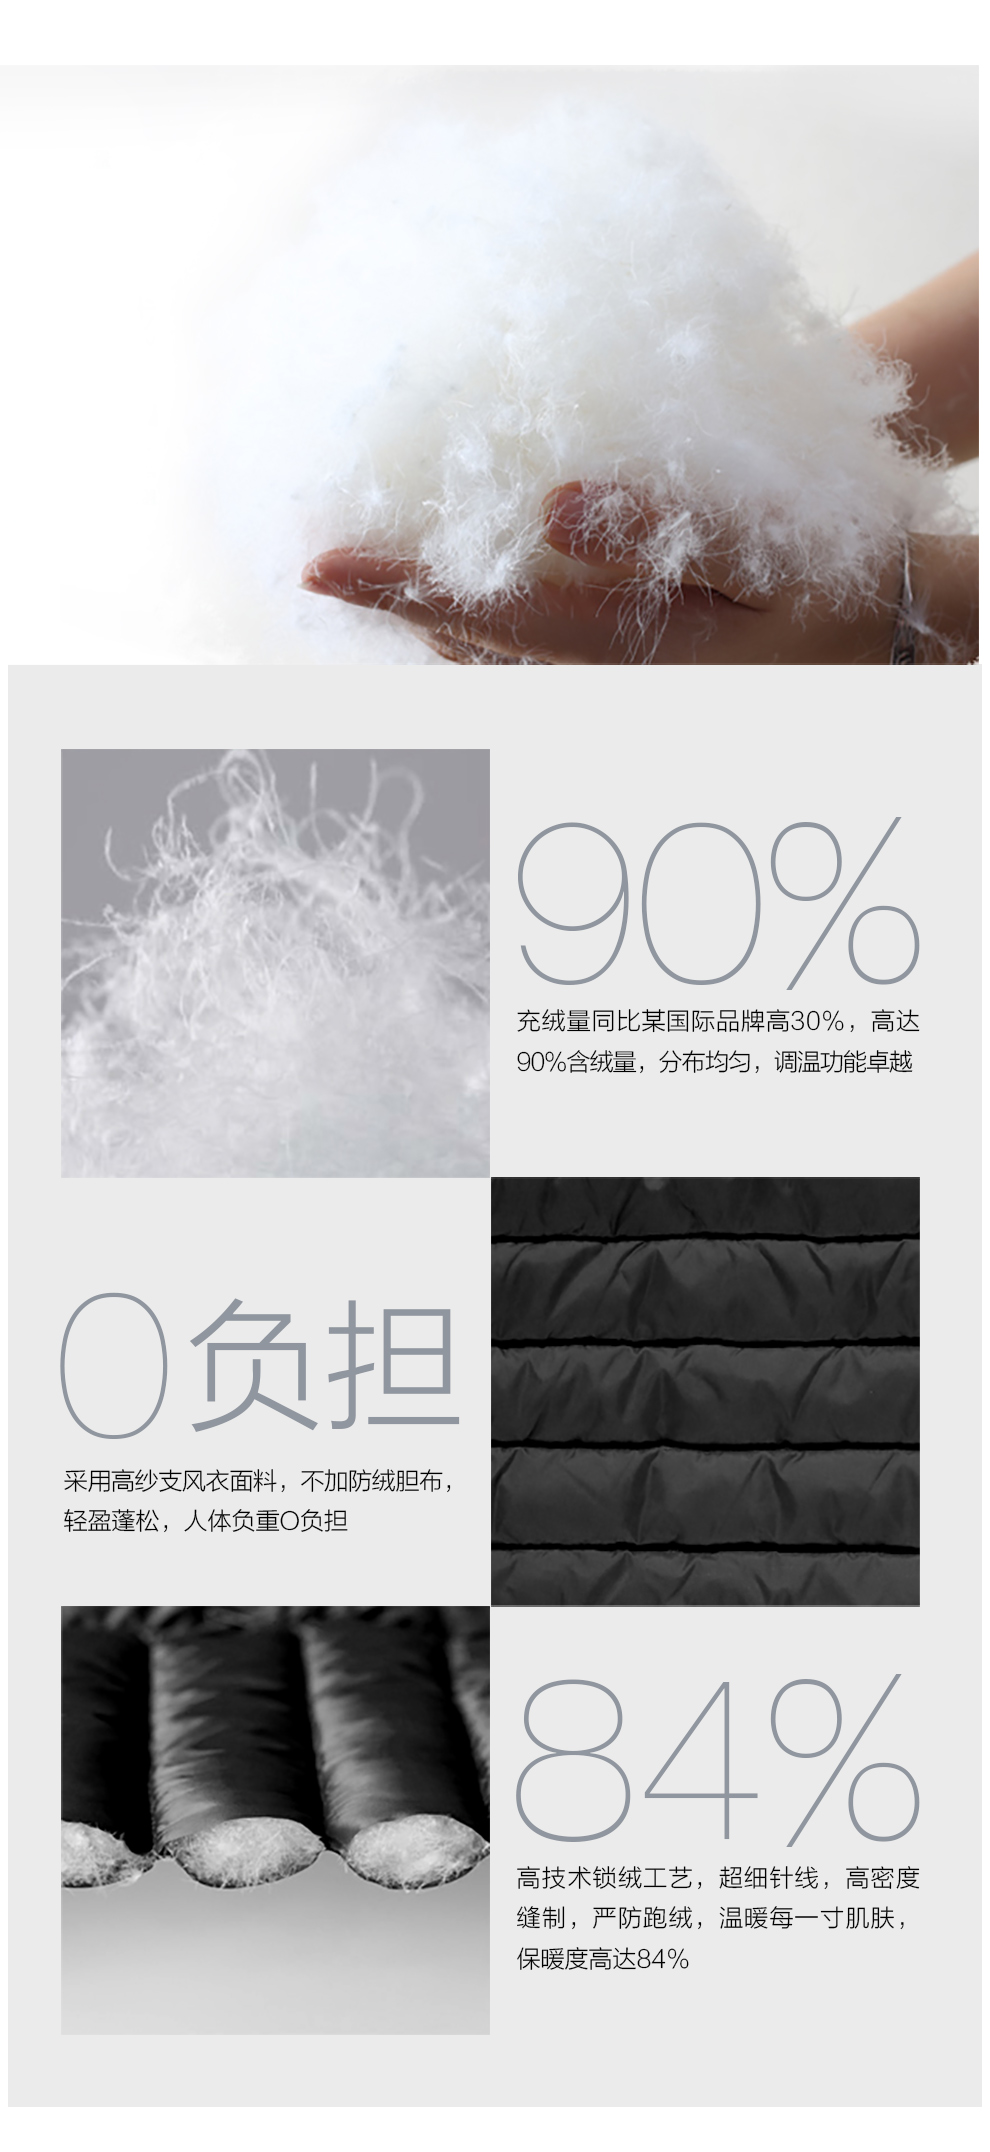 90%
充绒量同比某国际品牌高30%，高达
90%含绒量，分布均匀，调温功能卓越
0负担
采用高纱支风衣面料，不加防绒胆布，
轻盈蓬松，人体负重O负担
84%
高技术锁绒工艺，超细针线，高密度
缝制，严防跑绒，温暖每一寸肌肤，
保暖度高达84%